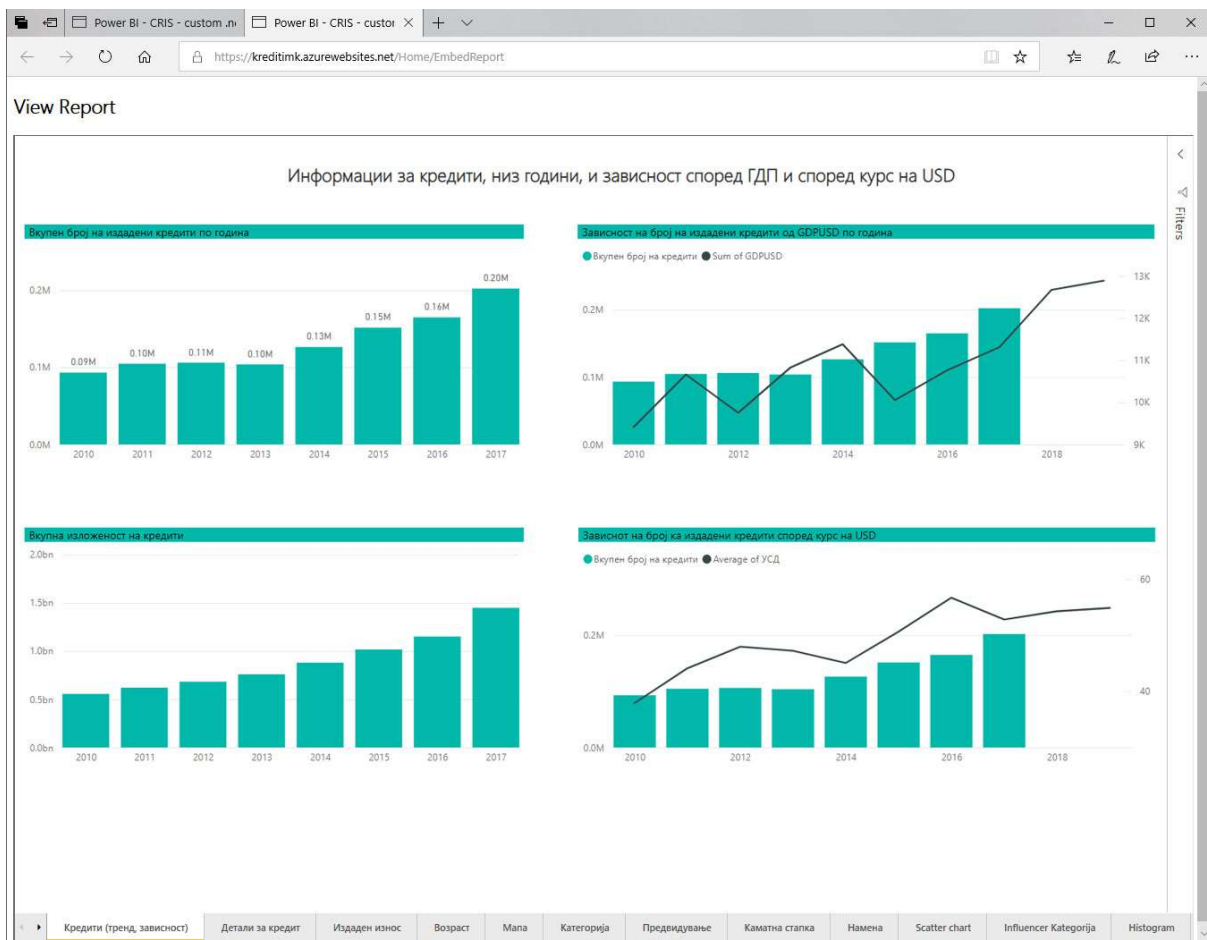 Power BI - CRIS - custom .n
Power BI - CRIS - custor
https://kreditimk.azurewebsites.net/Home/EmbedReport
View Report
Информации за кредити, низ години, и зависност според ГДП и според курс на USD
Filters
Вкупен број на издадени кредити по година
0.2M
0.1M
0.0M
0.09M 0.10M 0.11M 0.10M 0.13M 0.15M 0.16M 0.20M
2010 2011 2012 2013 2014 2015 2016 2017
Зависност на број на издадени кредити од GDPUSD по година
Вкупен број на кредити Sum of GDPUSD
0.2M
0.1M
0.0M
13K
12K
11K
10K
9K
2010 2012 2014 2016 2018
Вкупна изложеност на кредити
2.0bn
1.5bn
1.0bn
0.5bn
0.0bn
2010 2011 2012 2013 2014 2015 2016 2017
Зависнот на број ка издадени кредити според курс на USD
Вкупен број на кредити Average of УСД
0.2M
0.0M
60
40
2010 2012 2014 2016 2018
Кредити (тренд, зависност) Детали за кредит Издаден износ Возраст Мапа Категорија Предвидување Каматна стапка Намена Scatter chart Influencer Kategorija Histogram